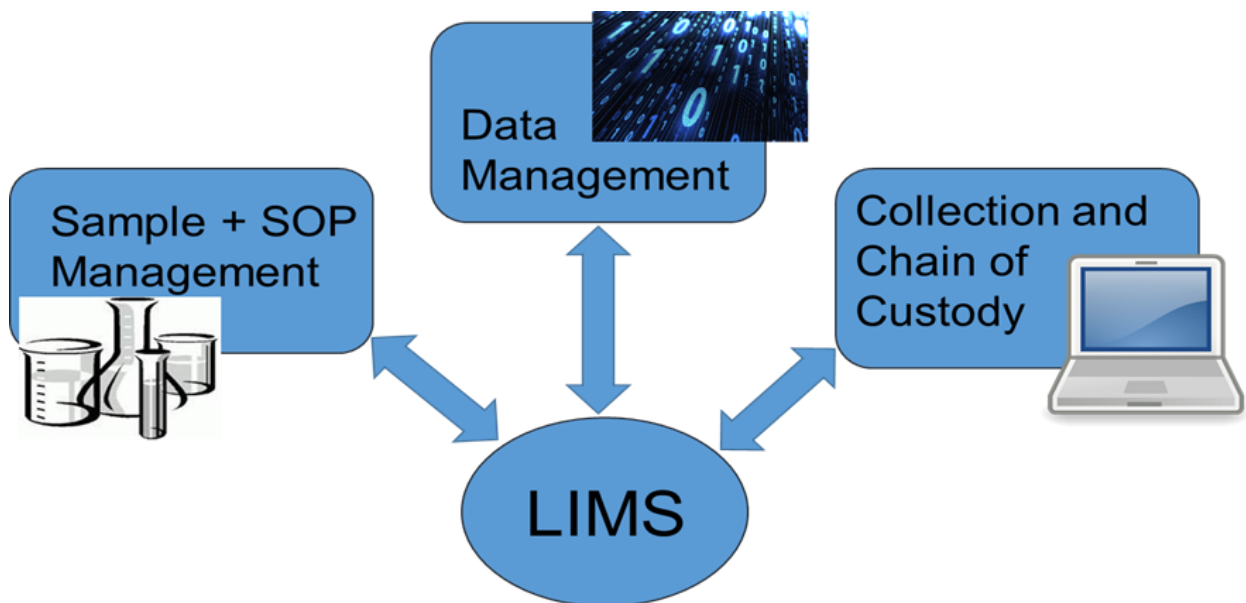 Data
Management
Sample + SOP
Management
Collection and
Chain of
Custody
LIMS